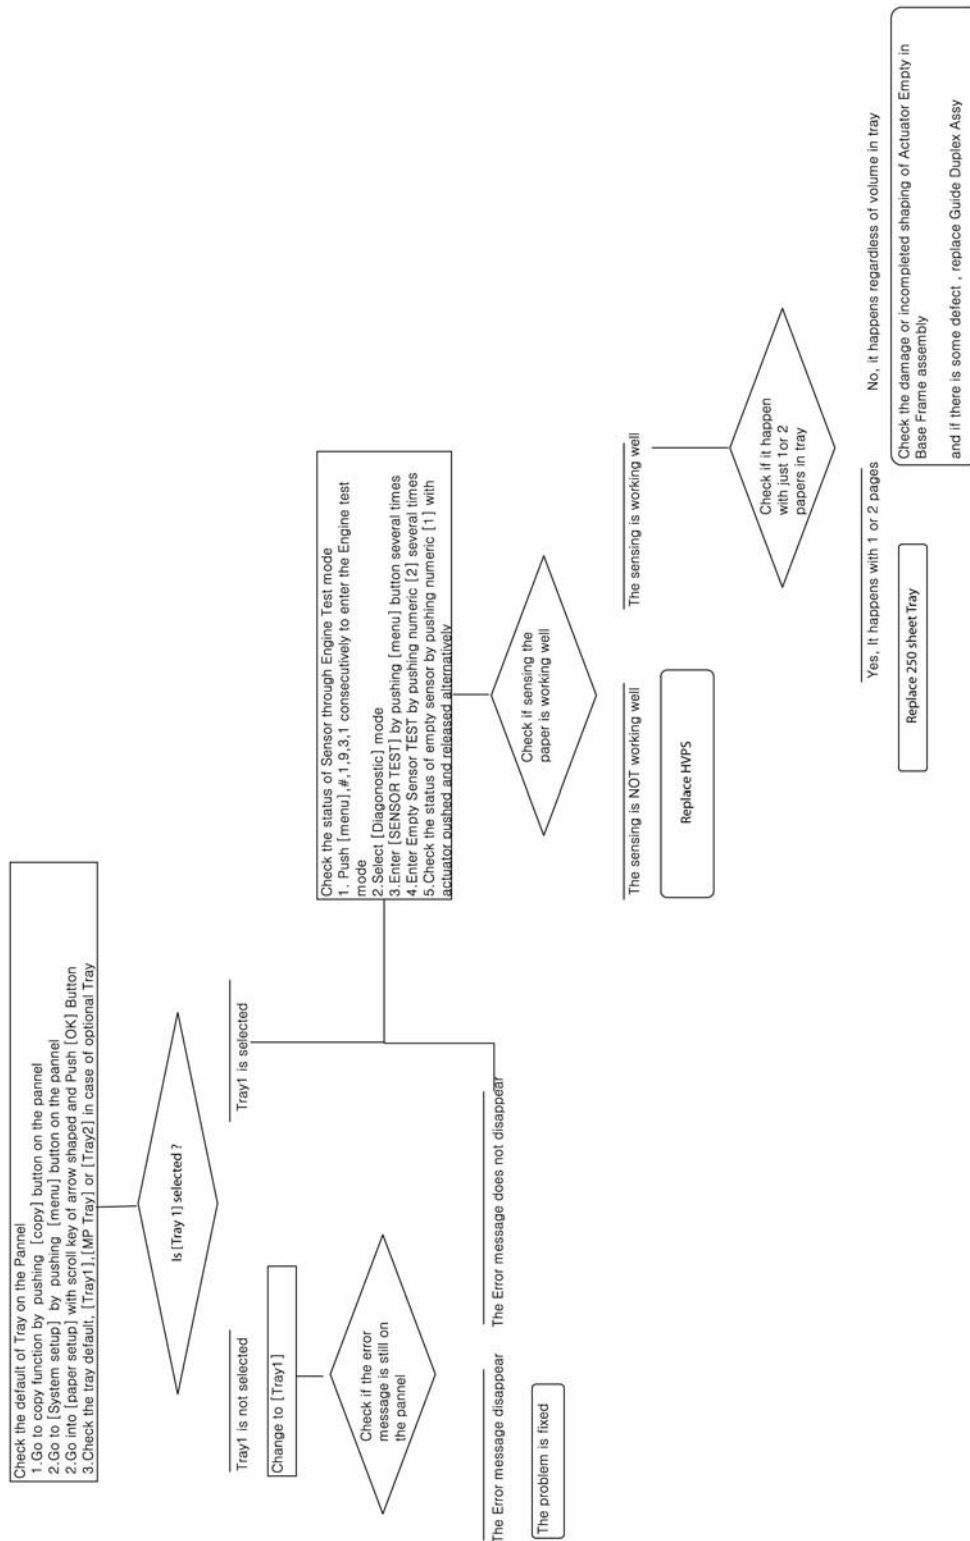 Check the default of Tray on the Pannel
1.Go to copy function by pushing [copy] button on the pannel
2.Go to [System setup] by pushing [menu] button on the pannel
2.Go into [paper setup] with scroll key of arrow shaped and Push [OK] Button
3.Check the tray default, [Tray1],[MP Tray] or [Tray2] in case of optional Tray
Is [Tray 1] selected ?
Tray1 is not selected
Tray1 is selected
Change to [Tray1]
Check if the error
message is still on
the pannel
The Error message disappear
The Error message does not disappear
The problem is fixed
Check the status of Sensor through Engine Test mode
1. Push [menu],#,1,9,3,1 consecutively to enter the Engine test
mode
2.Select [Diagonostic] mode
3.Enter [SENSOR TEST] by pushing [menu] button several times
4.Enter Empty Sensor TEST by pushing numeric [2] several times
5.Check the status of empty sensor by pushing numeric [1] with
actuator pushed and released alternatively
Check if sensing the
paper is working well
The sensing is NOT working well
The sensing is working well
Replace HVPS
Check if it happen
with just 1or 2
papers in tray
Yes, It happens with 1 or 2 pages
No, it happens regardless of volume in tray
Replace 250 sheet Tray
Check the damage or incompleted shaping of Actuator Empty in
Base Frame assembly
and if there is some defect , replace Guide Duplex Assy